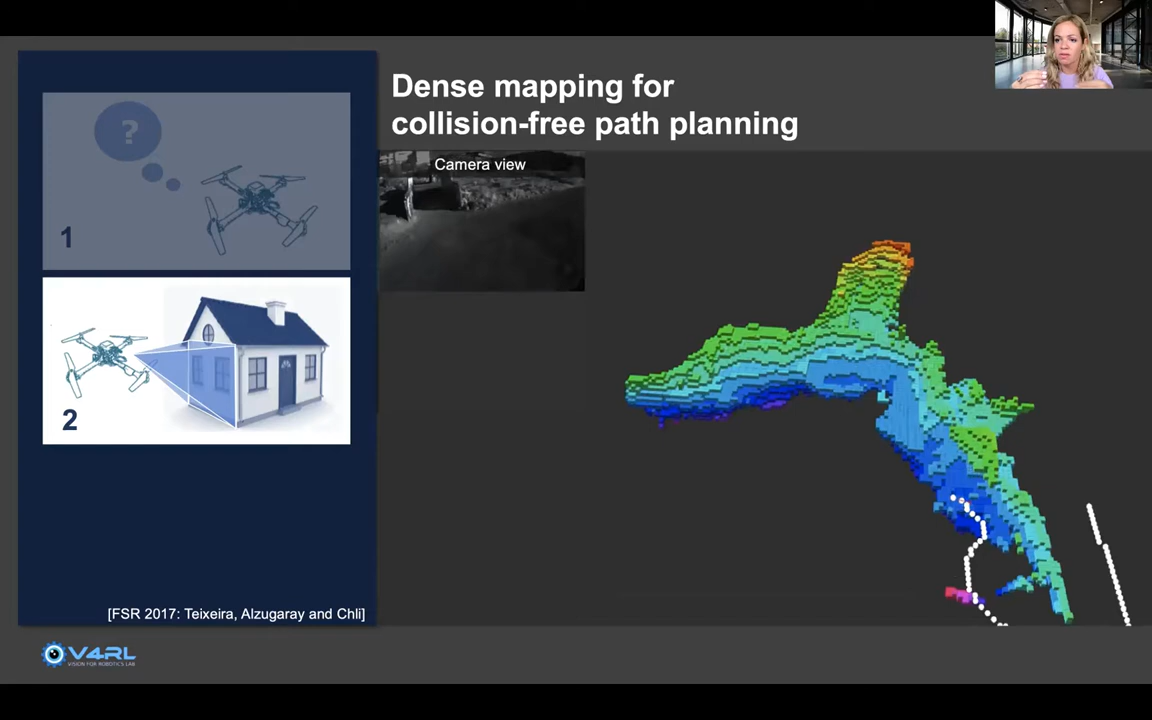 Dense mapping for
collision-free path planning
?
1
Camera view
2
[FSR 2017: Teixeira, Alzugaray and Chli]
V4RL
VISION FOR ROBOTICS LAB